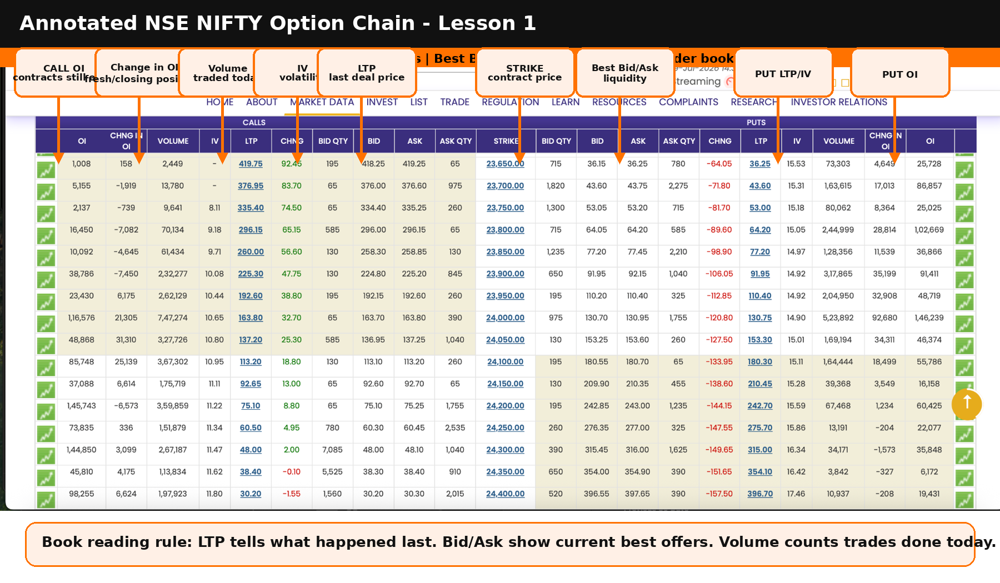 Annotated NSE NIFTY Option Chain - Lesson 1
s | Best B
der book
CALL OI
contracts still
Change in OI
fresh/closing posi
Volume
traded toda
IV
volatilit
LTP
last deal price
STRIKE
contract price
Best Bid/Ask
liquidity
PUT LTP/IV
PUT OI
Streaming
HOME ABOUT MARKET DATA INVEST LIST TRADE REGULATION LEARN RESOURCES COMPLAINTS RESEARCH INVESTOR RELATIONS
CALLS PUTS
OI CHNG IN OI VOLUME IV LTP CHNG BID QTY BID ASK ASK QTY STRIKE BID QTY BID ASK ASK QTY CHNG LTP IV VOLUME CHNG IN OI OI
1,008 158 2,449 - 419.75 92.45 195 418.25 419.25 65 23,650.00 715 36.15 36.25 780 -64.05 36.25 15.53 73,303 4,649 25,728
5,155 -1,919 13,780 - 376.95 83.70 65 376.00 376.60 975 23,700.00 1,820 43.60 43.75 2,275 -71.80 43.60 15.31 1,63,615 17,013 86,857
2,137 -739 9,641 8.11 335.40 74.50 65 334.40 335.25 260 23,750.00 1,300 53.05 53.20 715 -81.70 53.00 15.18 80,062 8,364 25,025
16,450 -7,082 70,134 9.18 296.15 65.15 585 296.00 296.15 65 23,800.00 715 64.05 64.20 585 -89.60 64.20 15.05 2,44,999 28,814 1,02,669
10,092 -4,645 61,434 9.71 260.00 56.60 130 258.30 258.85 130 23,850.00 1,235 77.20 77.45 2,210 -98.90 77.20 14.97 1,28,356 11,539 36,866
38,786 -7,450 2,32,277 10.08 225.30 47.75 130 224.80 225.20 845 23,900.00 650 91.95 92.15 1,040 -106.05 91.95 14.92 3,17,865 35,199 91,411
23,430 6,175 2,62,129 10.44 192.60 38.80 195 192.15 192.60 260 23,950.00 195 110.20 110.40 325 -112.85 110.40 14.92 2,04,950 32,908 48,719
1,16,576 21,305 7,47,274 10.65 163.80 32.70 65 163.70 163.80 390 24,000.00 975 130.70 130.95 1,755 -120.80 130.75 14.90 5,23,892 92,680 1,46,239
48,868 31,310 3,27,726 10.80 137.20 25.30 585 136.95 137.25 1,040 24,050.00 130 153.25 153.60 260 -127.50 153.30 15.01 1,69,194 34,311 46,374
85,748 25,139 3,67,302 10.95 113.20 18.80 130 113.10 113.20 260 24,100.00 195 180.55 180.70 65 -133.95 180.30 15.11 1,64,444 18,499 55,786
37,088 6,614 1,75,719 11.11 92.65 13.00 65 92.60 92.70 65 24,150.00 130 209.90 210.35 455 -138.60 210.45 15.28 39,368 3,549 16,158
1,45,743 -6,573 3,59,859 11.22 75.10 8.80 65 75.10 75.25 1,755 24,200.00 195 242.85 243.00 1,235 -144.15 242.70 15.59 67,468 1,234 60,425
73,835 336 1,51,879 11.34 60.50 4.95 780 60.30 60.45 2,535 24,250.00 260 276.35 277.00 325 -147.55 275.70 15.86 13,191 -204 22,077
1,44,850 3,099 2,67,187 11.47 48.00 2.00 7,085 48.00 48.10 1,040 24,300.00 390 315.45 316.00 1,625 -149.65 315.00 16.34 34,171 -1,573 35,848
45,810 4,175 1,13,834 11.62 38.40 -0.10 5,525 38.30 38.40 910 24,350.00 650 354.00 354.90 390 -151.65 354.10 16.42 3,842 -327 6,172
98,255 6,624 1,97,923 11.80 30.20 -1.55 1,560 30.20 30.30 2,015 24,400.00 520 396.55 397.65 390 -157.50 396.70 17.46 10,937 -208 19,431
Book reading rule: LTP tells what happened last. Bid/Ask show current best offers. Volume counts trades done today.